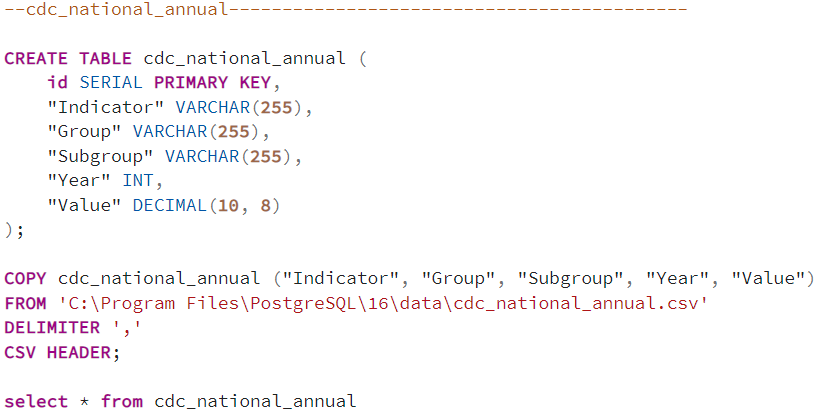 --cdc_national_annual-------------------------------------------
CREATE TABLE cdc_national_annual (
    id SERIAL PRIMARY KEY,
    "Indicator" VARCHAR(255),
    "Group" VARCHAR(255),
    "Subgroup" VARCHAR(255),
    "Year" INT,
    "Value" DECIMAL(10, 8)
);
COPY cdc_national_annual ("Indicator", "Group", "Subgroup", "Year", "Value")
FROM 'C:\Program Files\PostgreSQL\16\data\cdc_national_annual.csv'
DELIMITER ','
CSV HEADER;
select * from cdc_national_annual